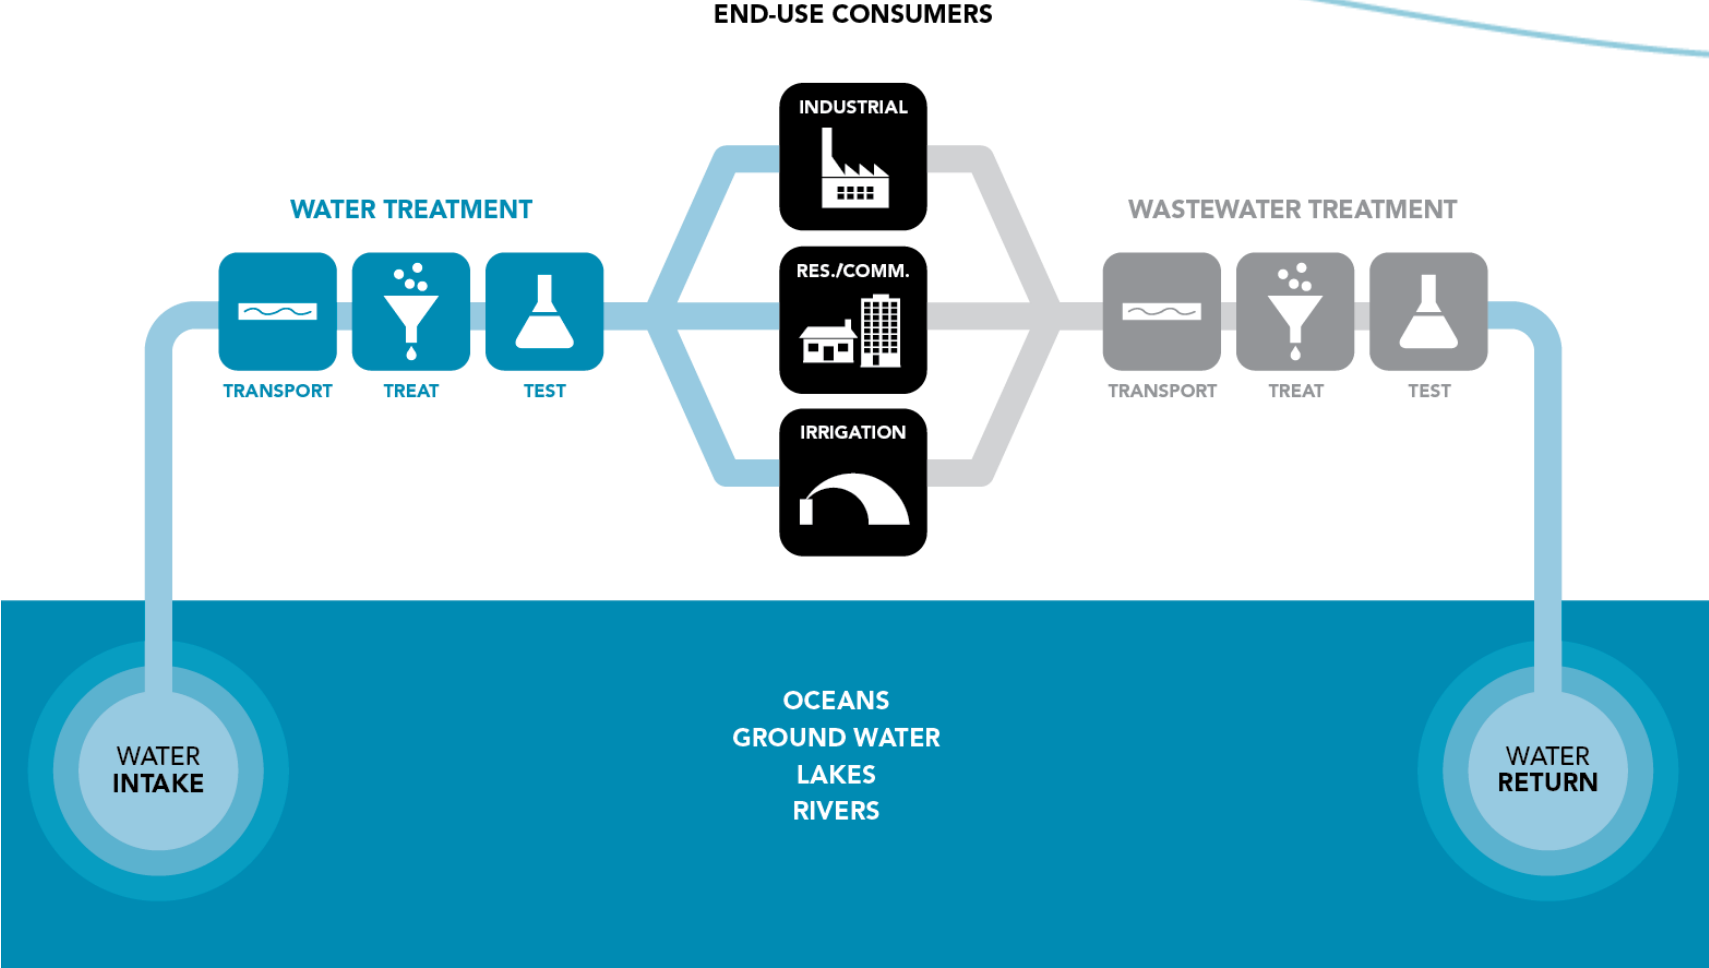 END-USE CONSUMERS
INDUSTRIAL
WATER TREATMENT
WASTEWATER TREATMENT
RES./COMM.
TRANSPORT
TREAT
TEST
TRANSPORT
TREAT
TEST
IRRIGATION
OCEANS
GROUND WATER
LAKES
RIVERS
WATER
INTAKE
WATER
RETURN